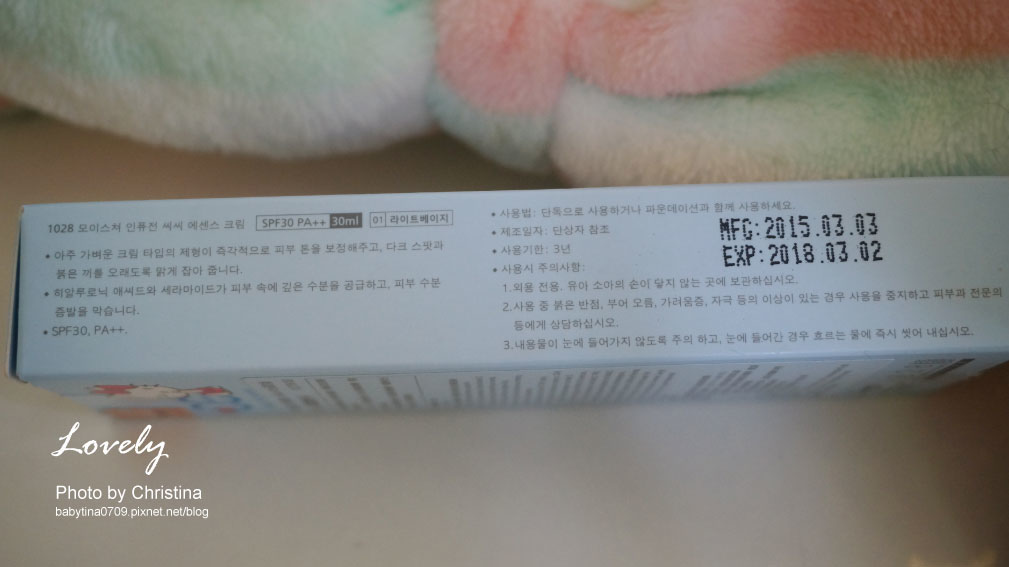 1028 모이스처 인퓨전 씨씨 에센스 크림 SPF30 PA++ 30ml 01 라이트베이지
• 아주 가벼운 크림 타입의 제형이 즉각적으로 피부 톤을 보정해주고, 다크 스팟과
붉은 끼를 오래도록 맑게 잡아 줍니다.
• 히알루로닉 애씨드와 세라마이드가 피부 속에 깊은 수분을 공급하고, 피부 수분
증발을 막습니다.
• SPF30, PA++.
• 사용법: 단독으로 사용하거나 파운데이션과 함께 사용하세요.
• 제조일자: 단상자 참조
• 사용기한: 3년
• 사용시 주의사항:
1.외용 전용. 유아 소아의 손이 닿지 않는 곳에 보관하십시오.
2.사용 중 붉은 반점, 부어 오름, 가려움증, 자극 등의 이상이 있는 경우 사용을 중지하고 피부과 전문의
등에게 상담하십시오.
3.내용물이 눈에 들어가지 않도록 주의 하고, 눈에 들어간 경우 흐르는 물에 즉시 씻어 내십시오.
MFG:2015.03.03
EXP:2018.03.02
Lovely
Photo by Christina
babytina0709.pixnet.net/blog